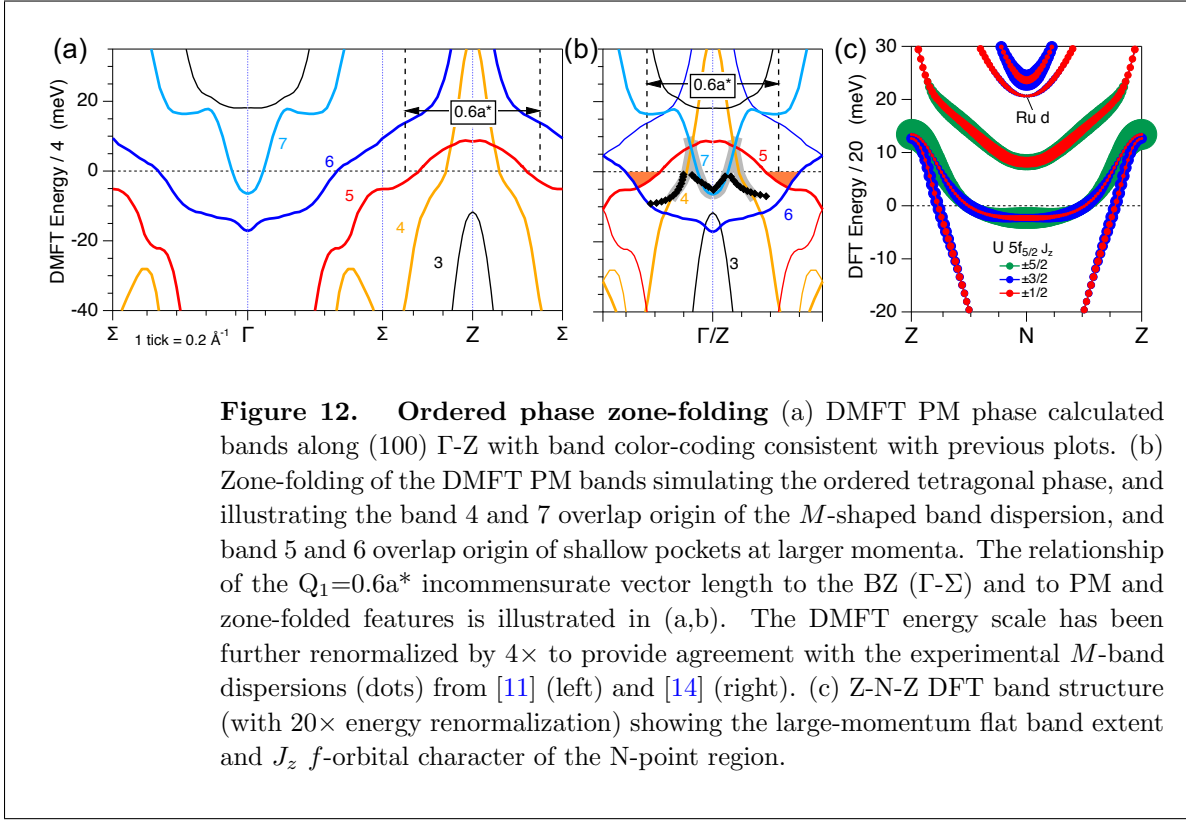 (a)
(b)
(c)
DMFT Energy / 4 (meV)
20
0
-20
-40
0.6a*
7
6
5
4
3
Σ
Γ
Σ
Z
Σ
1 tick = 0.2 Å⁻¹
0.6a*
7
5
4
6
3
Γ/Z
DFT Energy / 20 (meV)
30
20
10
0
-10
-20
Ru d
U 5f5/2 Jz
±5/2
±3/2
±1/2
Z
N
Z
Figure 12. Ordered phase zone-folding (a) DMFT PM phase calculated
bands along (100) Γ-Z with band color-coding consistent with previous plots. (b)
Zone-folding of the DMFT PM bands simulating the ordered tetragonal phase, and
illustrating the band 4 and 7 overlap origin of the M-shaped band dispersion, and
band 5 and 6 overlap origin of shallow pockets at larger momenta. The relationship
of the Q₁=0.6a* incommensurate vector length to the BZ (Γ-Σ) and to PM and
zone-folded features is illustrated in (a,b). The DMFT energy scale has been
further renormalized by 4× to provide agreement with the experimental M-band
dispersions (dots) from [11] (left) and [14] (right). (c) Z-N-Z DFT band structure
(with 20× energy renormalization) showing the large-momentum flat band extent
and Jz f-orbital character of the N-point region.